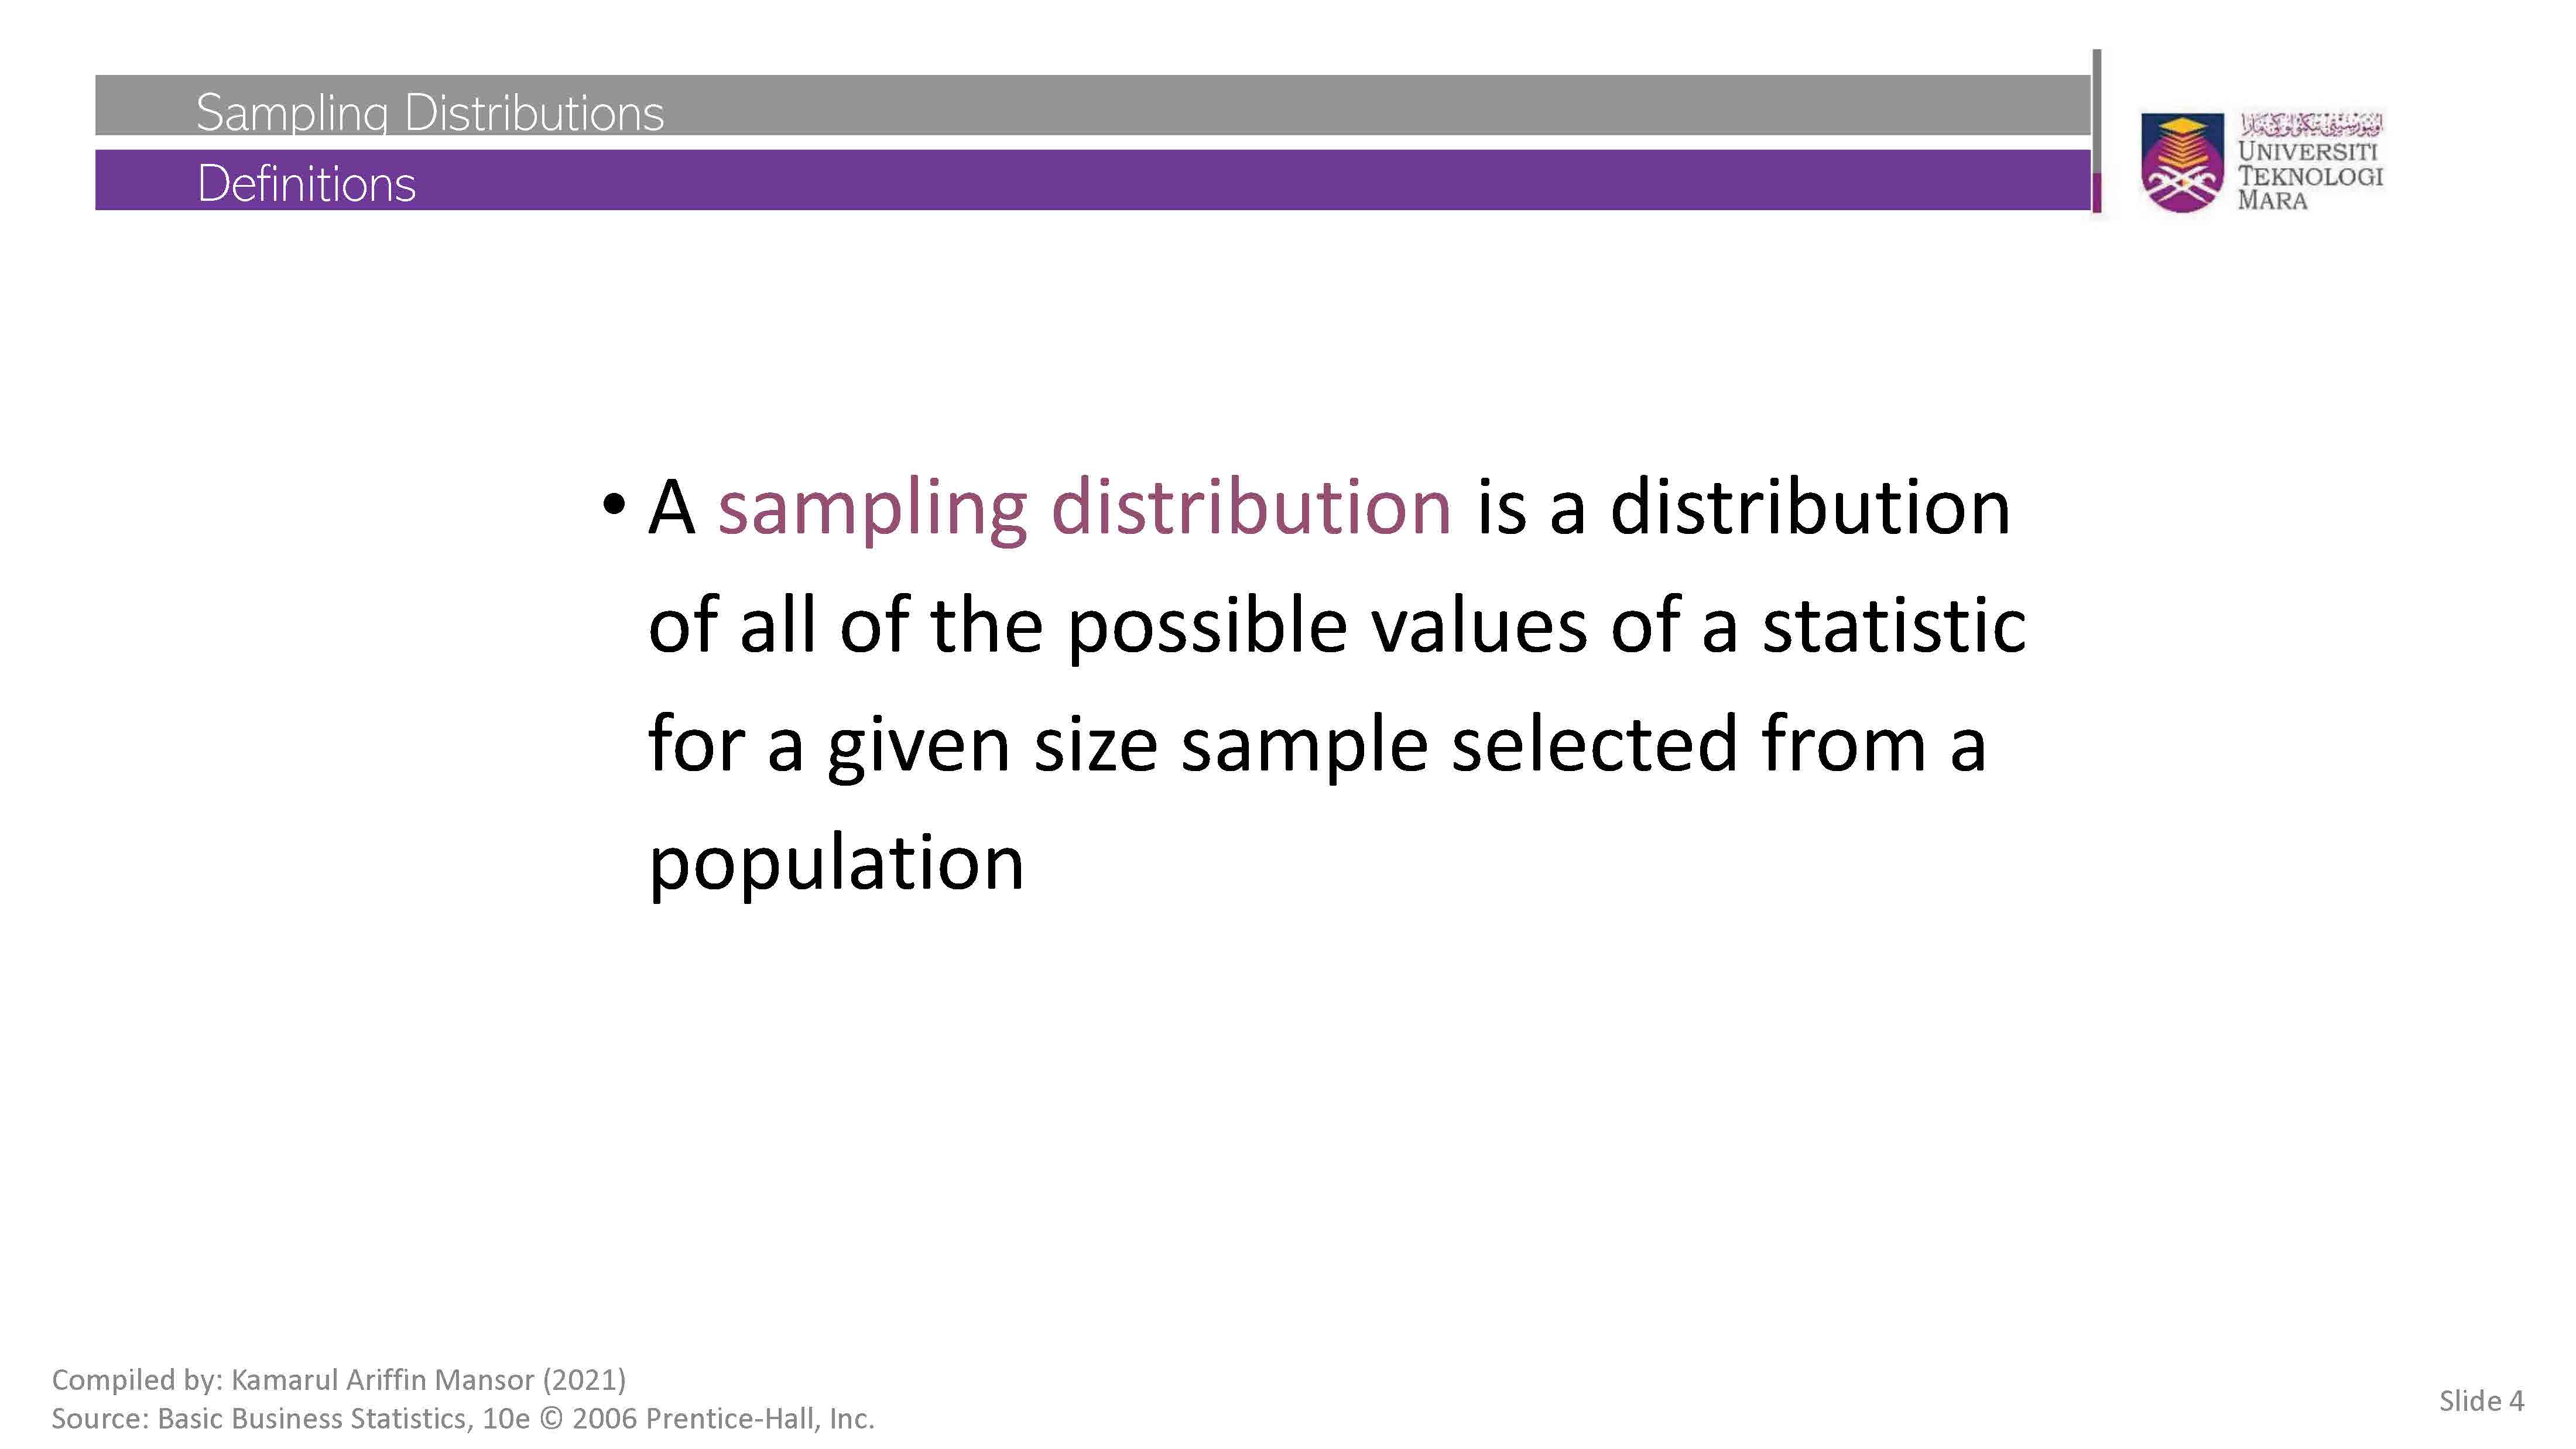 Sampling Distributions
Definitions
UNIVERSITI
TEKNOLOGI
MARA
• A sampling distribution is a distribution
of all of the possible values of a statistic
for a given size sample selected from a
population
Compiled by: Kamarul Ariffin Mansor (2021)
Source: Basic Business Statistics, 10e © 2006 Prentice-Hall, Inc.
Slide 4